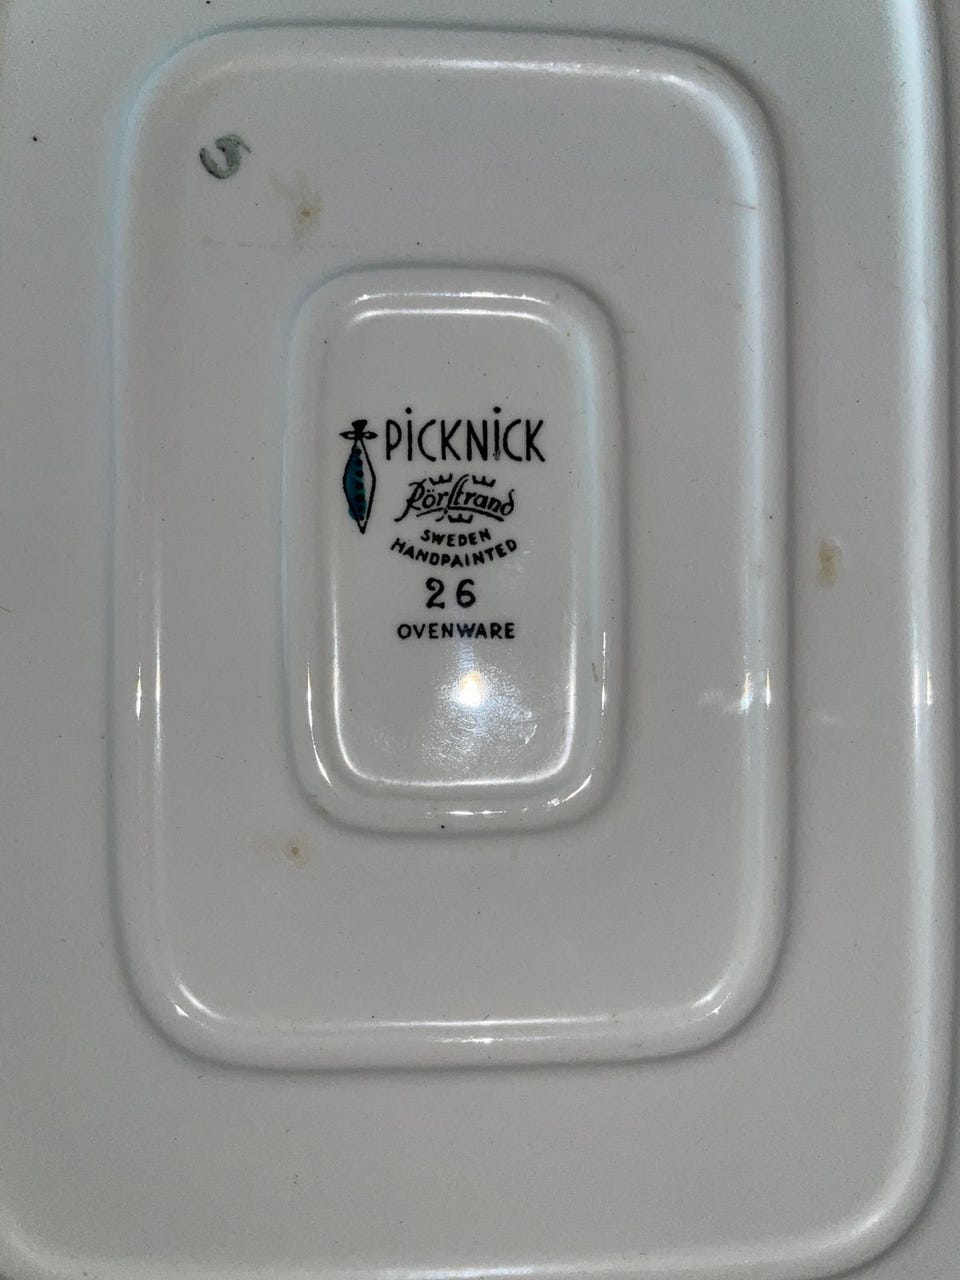 5
PiCKNiCK
Rörstrand
SWEDEN
HANDPAINTED
26
OVENWARE